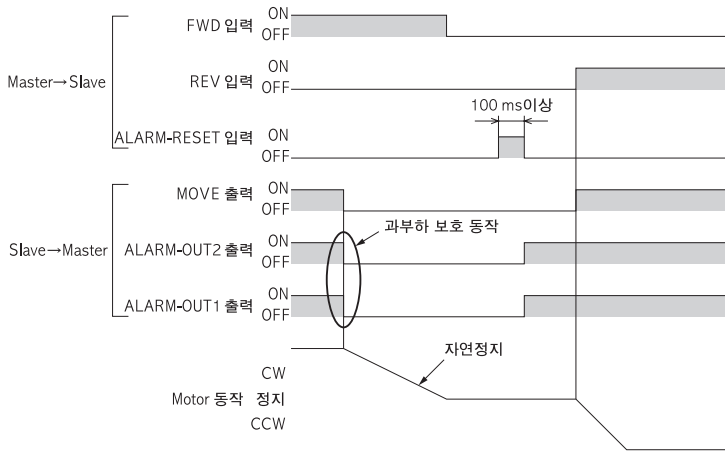 FWD 입력 ON
OFF
Master→Slave
REV 입력 ON
OFF
100 ms이상
ALARM-RESET 입력 ON
OFF
MOVE 출력 ON
OFF
과부하 보호 동작
Slave→Master
ALARM-OUT2 출력 ON
OFF
ALARM-OUT1 출력 ON
OFF
자연정지
CW
Motor 동작 정지
CCW